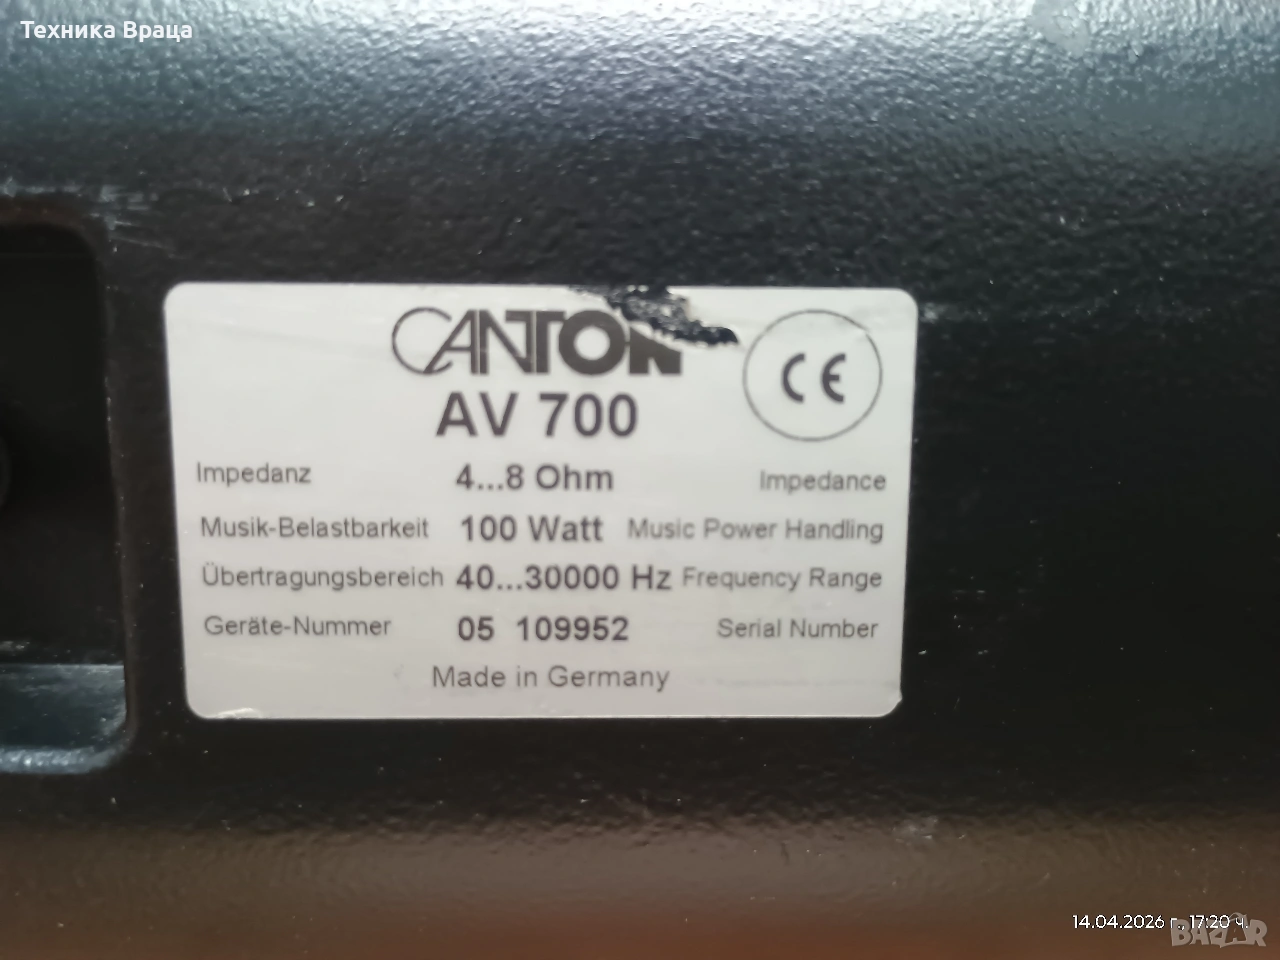 Техника Враца
CANTON
AV 700
CE
Impedanz 4...8 Ohm Impedance
Musik-Belastbarkeit 100 Watt Music Power Handling
Übertragungsbereich 40...30000 Hz Frequency Range
Geräte-Nummer 05 109952 Serial Number
Made in Germany
14.04.2026 г., 17:20 ч.
BAZAR